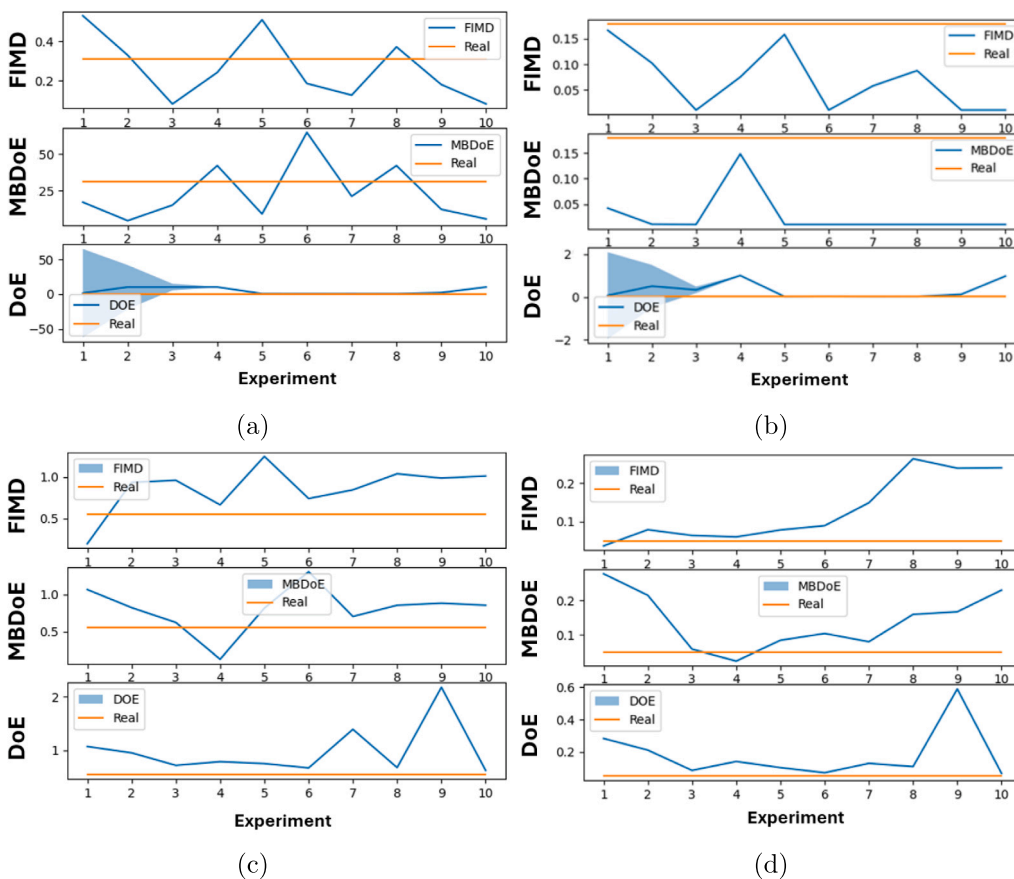 FIMD
0.4
0.2
FIMD
Real
1 2 3 4 5 6 7 8 9 10
MBDoE
50
25
MBDoE
Real
1 2 3 4 5 6 7 8 9 10
DoE
50
0
−50
DOE
Real
1 2 3 4 5 6 7 8 9 10
Experiment
(a)
FIMD
0.15
0.10
0.05
FIMD
Real
1 2 3 4 5 6 7 8 9 10
MBDoE
0.15
0.10
0.05
MBDoE
Real
1 2 3 4 5 6 7 8 9 10
DoE
2
0
−2
DOE
Real
1 2 3 4 5 6 7 8 9 10
Experiment
(b)
FIMD
1.0
0.5
FIMD
Real
1 2 3 4 5 6 7 8 9 10
MBDoE
1.0
0.5
MBDoE
Real
1 2 3 4 5 6 7 8 9 10
DoE
2
1
DOE
Real
1 2 3 4 5 6 7 8 9 10
Experiment
(c)
FIMD
0.2
0.1
FIMD
Real
1 2 3 4 5 6 7 8 9 10
MBDoE
0.2
0.1
MBDoE
Real
1 2 3 4 5 6 7 8 9 10
DoE
0.6
0.4
0.2
DOE
Real
1 2 3 4 5 6 7 8 9 10
Experiment
(d)